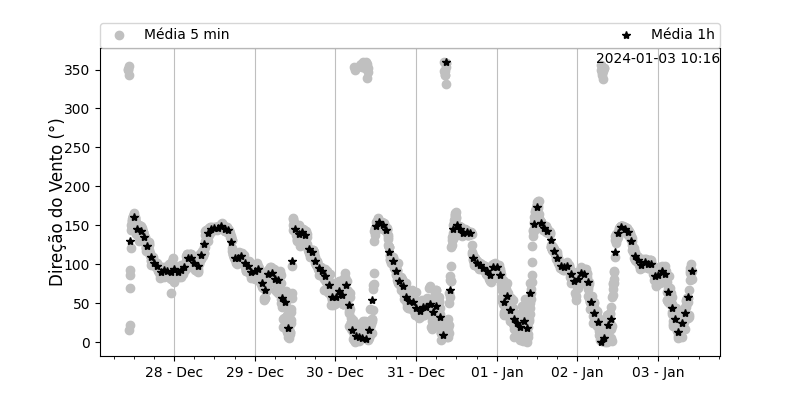 Média 5 min
Média 1h
2024-01-03 10:16
Direção do Vento (°)
350
300
250
200
150
100
50
0
28 - Dec
29 - Dec
30 - Dec
31 - Dec
01 - Jan
02 - Jan
03 - Jan